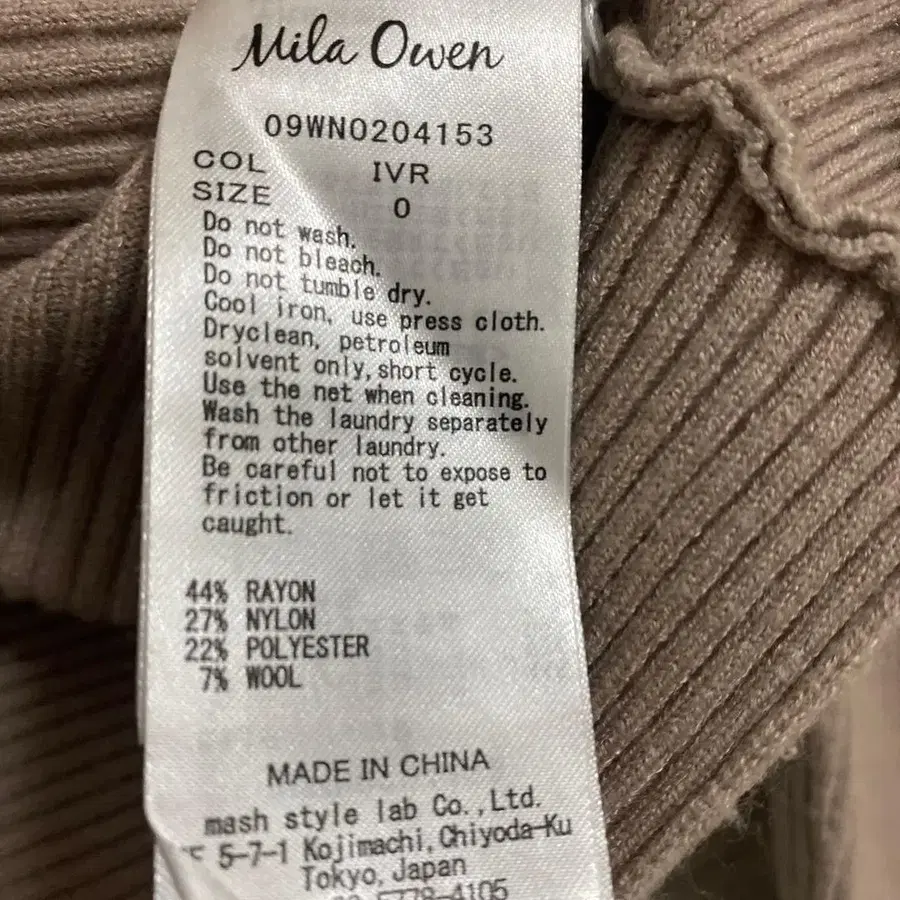 Mila Owen
09WN0204153
COL IVR
SIZE 0
Do not wash.
Do not bleach.
Do not tumble dry.
Cool iron, use press cloth.
Dryclean, petroleum
solvent only, short cycle.
Use the net when cleaning.
Wash the laundry separately
from other laundry.
Be careful not to expose to
friction or let it get
caught.
44% RAYON
27% NYLON
22% POLYESTER
7% WOOL
MADE IN CHINA
mash style lab Co.,Ltd.
5-7-1 Kojimachi,Chiyoda-Ku
Tokyo, Japan
4105